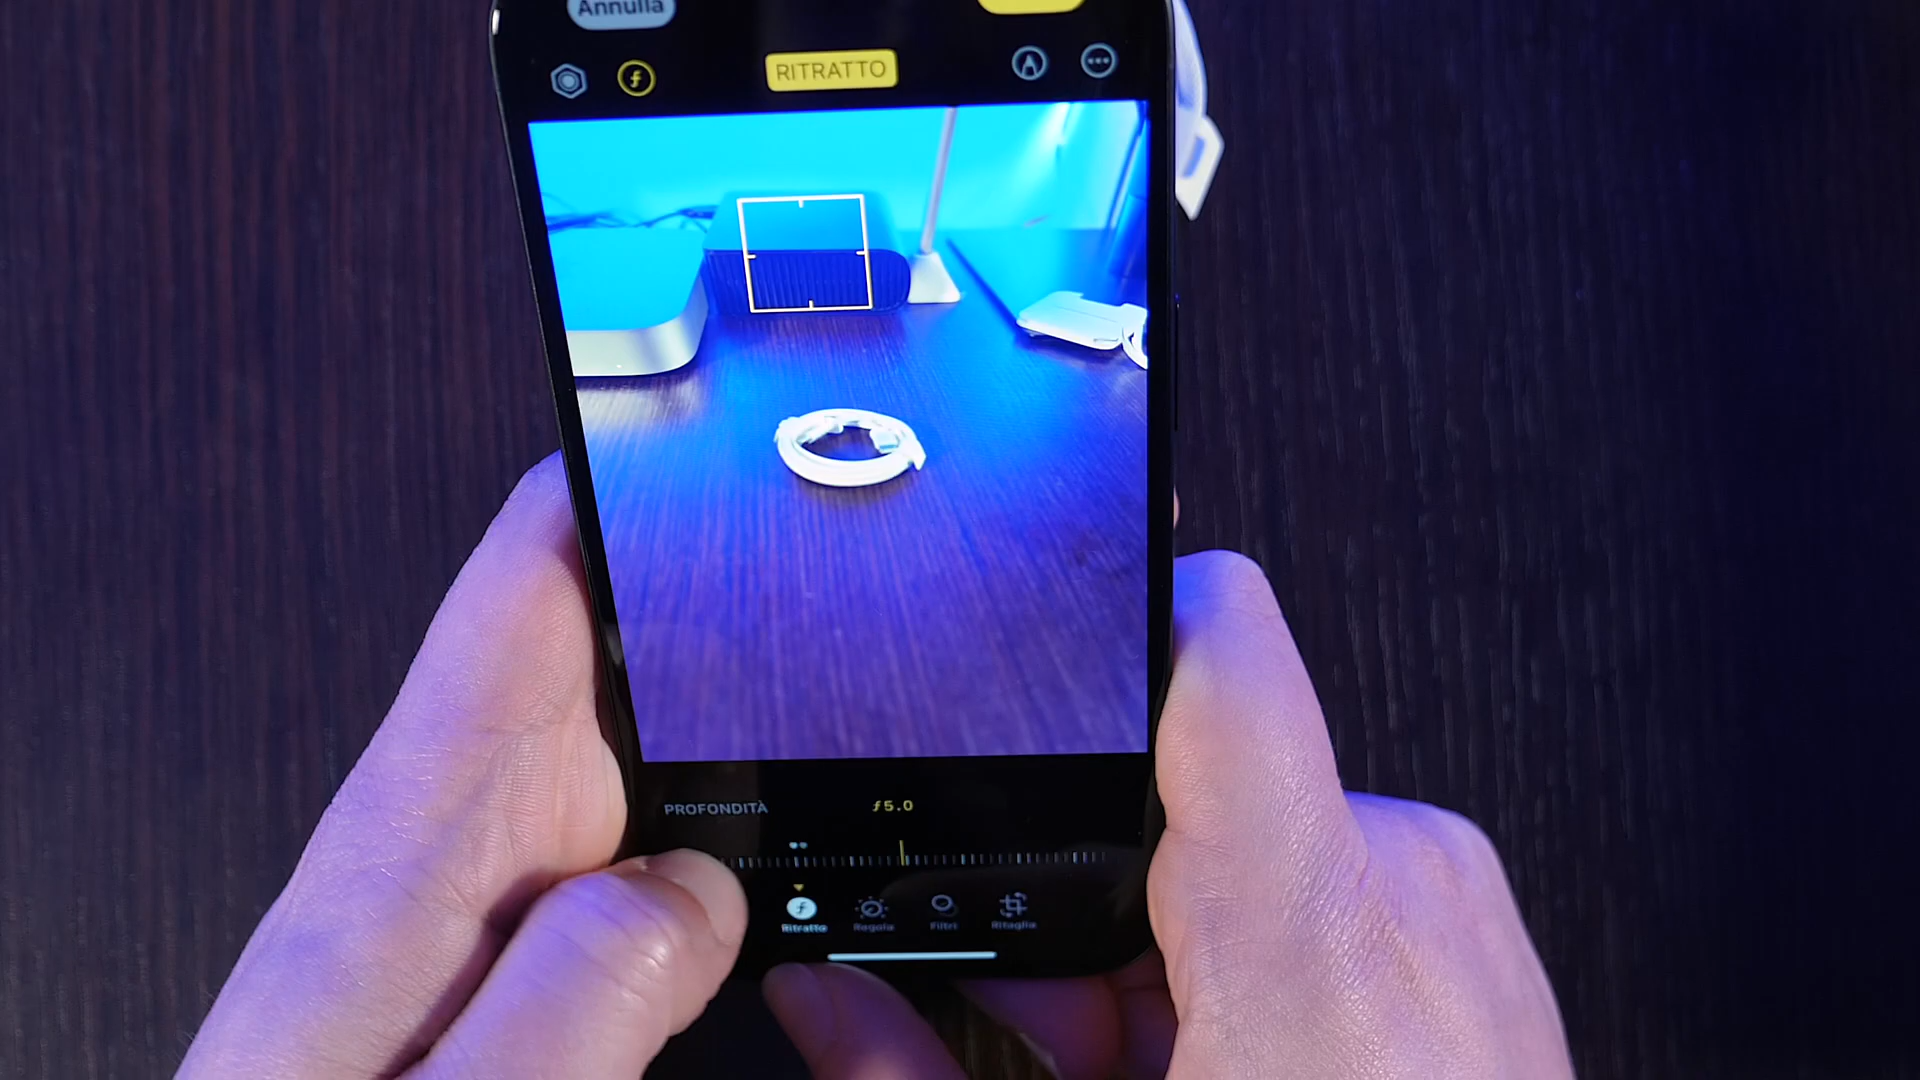 Annulla
RITRATTO
PROFONDITÀ
ƒ5.0
Ritratto
Regola
Filtri
Ritaglia